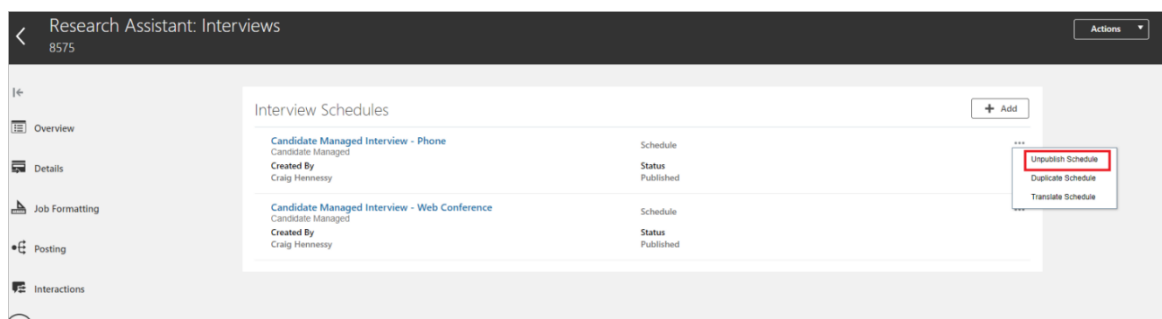 Research Assistant: Interviews
8575
Actions
Overview
Details
Job Formatting
Posting
Interactions
Interview Schedules
+ Add
Candidate Managed Interview - Phone
Candidate Managed
Created By
Craig Hennessy
Schedule
Status
Published
Unpublish Schedule
Duplicate Schedule
Translate Schedule
Candidate Managed Interview - Web Conference
Candidate Managed
Created By
Craig Hennessy
Schedule
Status
Published